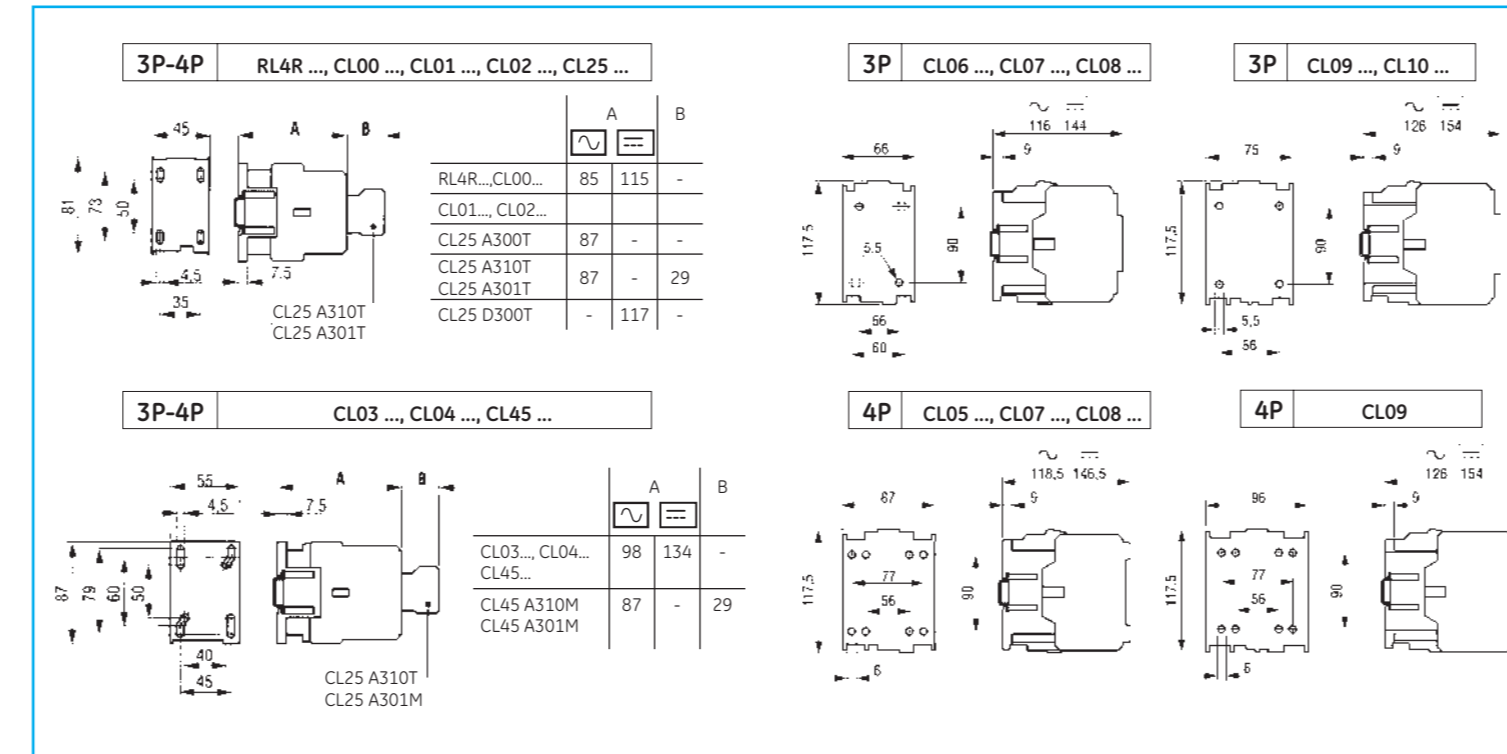 3P-4P RL4R ..., CL00 ..., CL01 ..., CL02 ..., CL25 ...
45 A B
81 73 50
4,5 7.5
35
CL25 A310T
CL25 A301T
A B
RL4R...,CL00... 85 115 -
CL01..., CL02...
CL25 A300T 87 - -
CL25 A310T
CL25 A301T 87 - 29
CL25 D300T - 117 -
3P CL06 ..., CL07 ..., CL08 ...
116 144
66 9
117.5 5.5 90
56
60
3P CL09 ..., CL10 ...
126 154
75 9
117.5 90
5,5
56
3P-4P CL03 ..., CL04 ..., CL45 ...
55 A B
4,5 7.5
87 79 60 50
40
45
CL25 A310T
CL25 A301M
A B
CL03..., CL04...
CL45... 98 134 -
CL45 A310M
CL45 A301M 87 - 29
4P CL05 ..., CL07 ..., CL08 ...
118,5 146,5
87 9
117.5 77 90
56
6
4P CL09
126 154
96 9
117.5 77 90
56
6